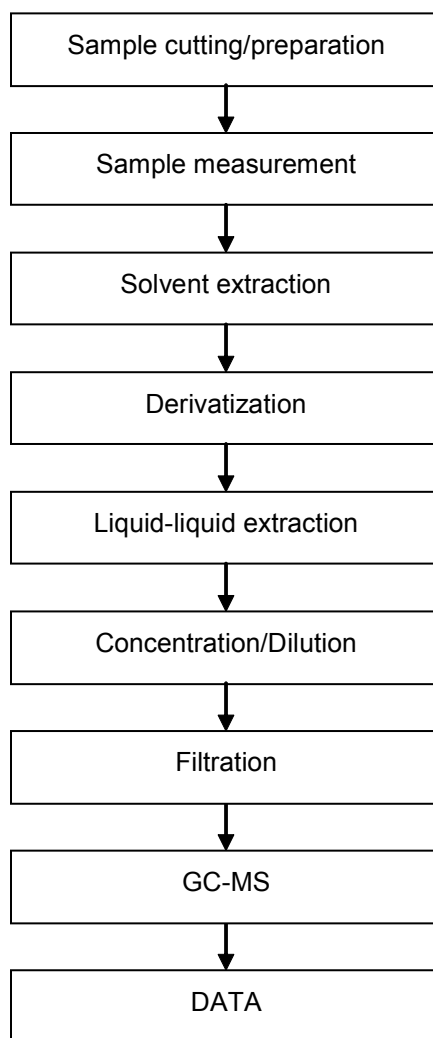 Sample cutting/preparation
Sample measurement
Solvent extraction
Derivatization
Liquid-liquid extraction
Concentration/Dilution
Filtration
GC-MS
DATA